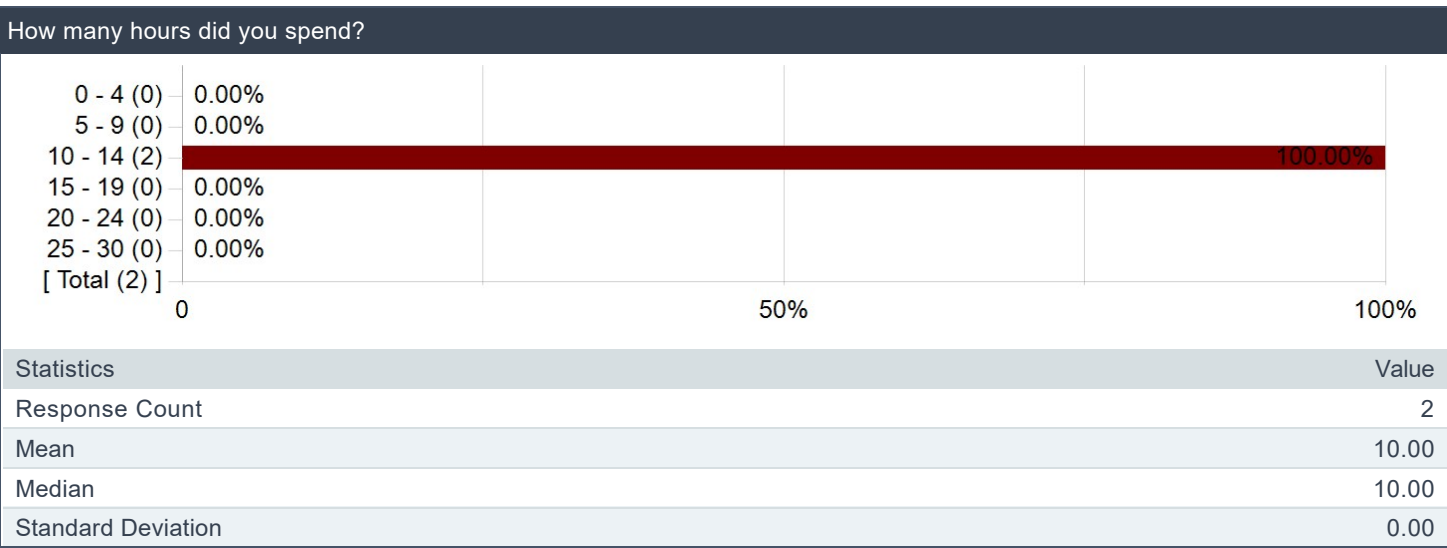 How many hours did you spend?
0 - 4 (0) 0.00%
5 - 9 (0) 0.00%
10 - 14 (2) 100.00%
15 - 19 (0) 0.00%
20 - 24 (0) 0.00%
25 - 30 (0) 0.00%
[ Total (2) ]
0 50% 100%
Statistics Value
Response Count 2
Mean 10.00
Median 10.00
Standard Deviation 0.00